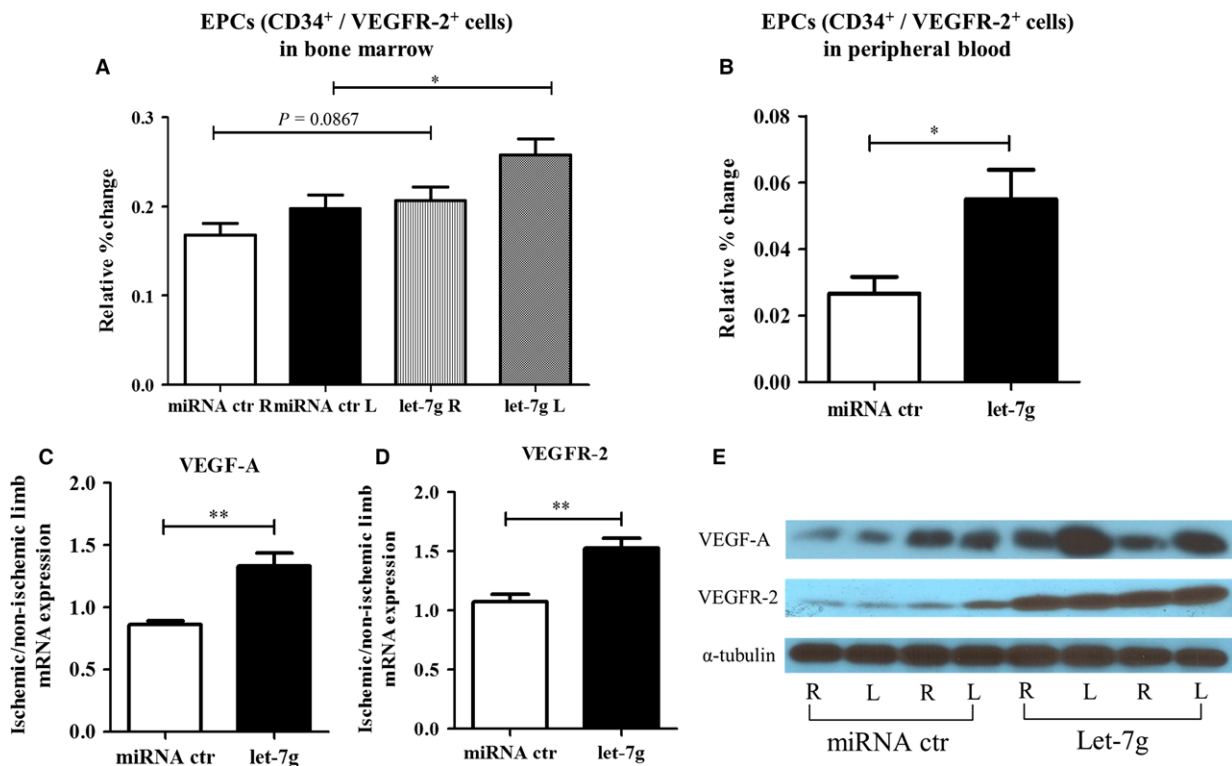 EPCs (CD34⁺ / VEGFR-2⁺ cells)
in bone marrow
A
*
P = 0.0867
Relative % change
0.3
0.2
0.1
0.0
miRNA ctr R miRNA ctr L let-7g R let-7g L
EPCs (CD34⁺ / VEGFR-2⁺ cells)
in peripheral blood
B
*
Relative % change
0.08
0.06
0.04
0.02
0.00
miRNA ctr let-7g
C
VEGF-A
**
Ischemic/non-ischemic limb
mRNA expression
2.0
1.5
1.0
0.5
0.0
miRNA ctr let-7g
D
VEGFR-2
**
Ischemic/non-ischemic limb
mRNA expression
2.0
1.5
1.0
0.5
0.0
miRNA ctr let-7g
E
VEGF-A
VEGFR-2
α-tubulin
R L R L R L R L
miRNA ctr Let-7g